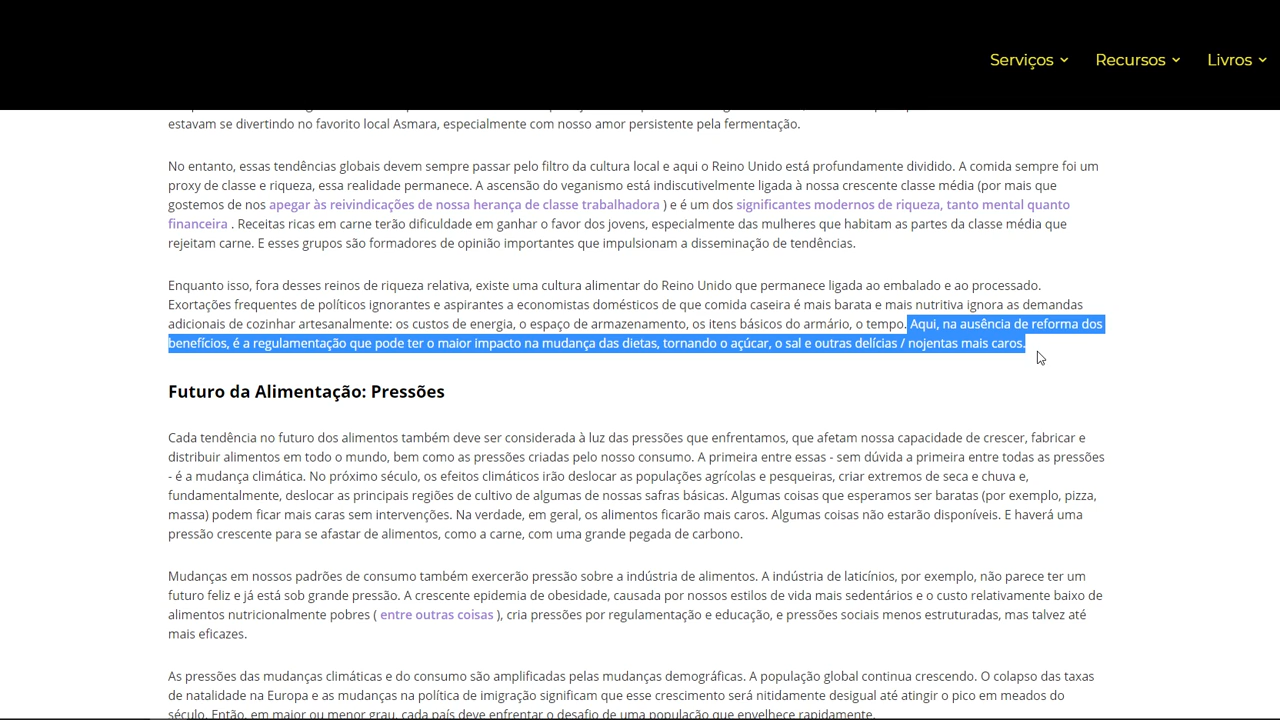 Serviços
Recursos
Livros
estavam se divertindo no favorito local Asmara, especialmente com nosso amor persistente pela fermentação.
No entanto, essas tendências globais devem sempre passar pelo filtro da cultura local e aqui o Reino Unido está profundamente dividido. A comida sempre foi um
proxy de classe e riqueza, essa realidade permanece. A ascensão do veganismo está indiscutivelmente ligada à nossa crescente classe média (por mais que
gostemos de nos apegar às reivindicações de nossa herança de classe trabalhadora ) e é um dos significantes modernos de riqueza, tanto mental quanto
financeira . Receitas ricas em carne terão dificuldade em ganhar o favor dos jovens, especialmente das mulheres que habitam as partes da classe média que
rejeitam carne. E esses grupos são formadores de opinião importantes que impulsionam a disseminação de tendências.
Enquanto isso, fora desses reinos de riqueza relativa, existe uma cultura alimentar do Reino Unido que permanece ligada ao embalado e ao processado.
Exortações frequentes de políticos ignorantes e aspirantes a economistas domésticos de que comida caseira é mais barata e mais nutritiva ignora as demandas
adicionais de cozinhar artesanalmente: os custos de energia, o espaço de armazenamento, os itens básicos do armário, o tempo. Aqui, na ausência de reforma dos
benefícios, é a regulamentação que pode ter o maior impacto na mudança das dietas, tornando o açúcar, o sal e outras delícias / nojentas mais caros.
Futuro da Alimentação: Pressões
Cada tendência no futuro dos alimentos também deve ser considerada à luz das pressões que enfrentamos, que afetam nossa capacidade de crescer, fabricar e
distribuir alimentos em todo o mundo, bem como as pressões criadas pelo nosso consumo. A primeira entre essas - sem dúvida a primeira entre todas as pressões
- é a mudança climática. No próximo século, os efeitos climáticos irão deslocar as populações agrícolas e pesqueiras, criar extremos de seca e chuva e,
fundamentalmente, deslocar as principais regiões de cultivo de algumas de nossas safras básicas. Algumas coisas que esperamos ser baratas (por exemplo, pizza,
massa) podem ficar mais caras sem intervenções. Na verdade, em geral, os alimentos ficarão mais caros. Algumas coisas não estarão disponíveis. E haverá uma
pressão crescente para se afastar de alimentos, como a carne, com uma grande pegada de carbono.
Mudanças em nossos padrões de consumo também exercerão pressão sobre a indústria de alimentos. A indústria de laticínios, por exemplo, não parece ter um
futuro feliz e já está sob grande pressão. A crescente epidemia de obesidade, causada por nossos estilos de vida mais sedentários e o custo relativamente baixo de
alimentos nutricionalmente pobres ( entre outras coisas ), cria pressões por regulamentação e educação, e pressões sociais menos estruturadas, mas talvez até
mais eficazes.
As pressões das mudanças climáticas e do consumo são amplificadas pelas mudanças demográficas. A população global continua crescendo. O colapso das taxas
de natalidade na Europa e as mudanças na política de imigração significam que esse crescimento será nitidamente desigual até atingir o pico em meados do
século. Então, em maior ou menor grau, cada país deve enfrentar o desafio de uma população que envelhece rapidamente.